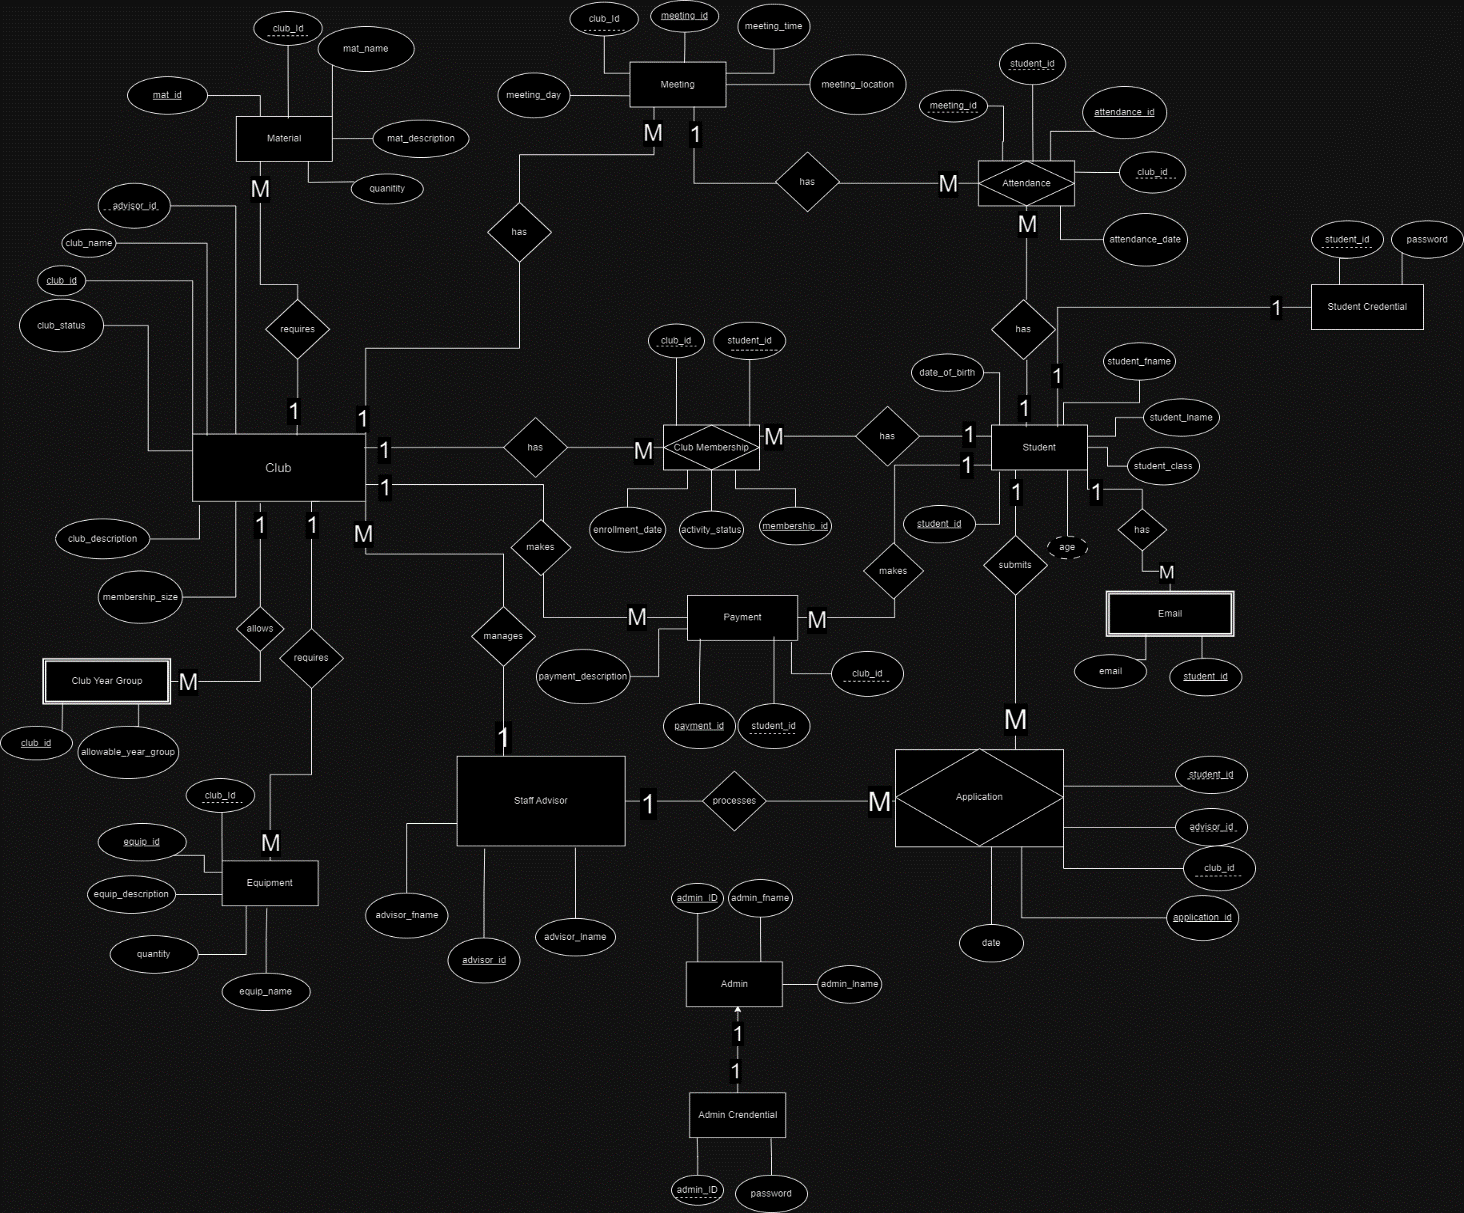 club_Id
mat_name
mat_id
Material
mat_description
quanitity
M
club_Id
meeting_id
meeting_time
meeting_day
Meeting
meeting_location
M
1
has
M
student_id
meeting_id
attendance_id
Attendance
club_id
attendance_date
M
student_id
password
Student Credential
1
advisor_id
club_name
club_id
club_status
requires
1
has
1
has
1
1
date_of_birth
student_fname
student_lname
student_class
Student
club_id
student_id
Club
1
has
M
Club Membership
M
has
1
1
1
M
enrollment_date
activity_status
membership_id
student_id
1
age
1
has
M
Email
email
student_id
club_description
membership_size
1
1
allows
requires
makes
makes
submits
manages
M
Payment
M
payment_description
club_id
payment_id
student_id
Club Year Group
M
club_id
allowable_year_group
1
M
club_Id
equip_id
M
equip_description
Equipment
quantity
equip_name
Staff Advisor
1
processes
M
Application
student_id
advisor_id
club_id
application_id
date
advisor_fname
advisor_id
advisor_lname
admin_ID
admin_fname
Admin
admin_lname
1
1
Admin Crendential
admin_ID
password